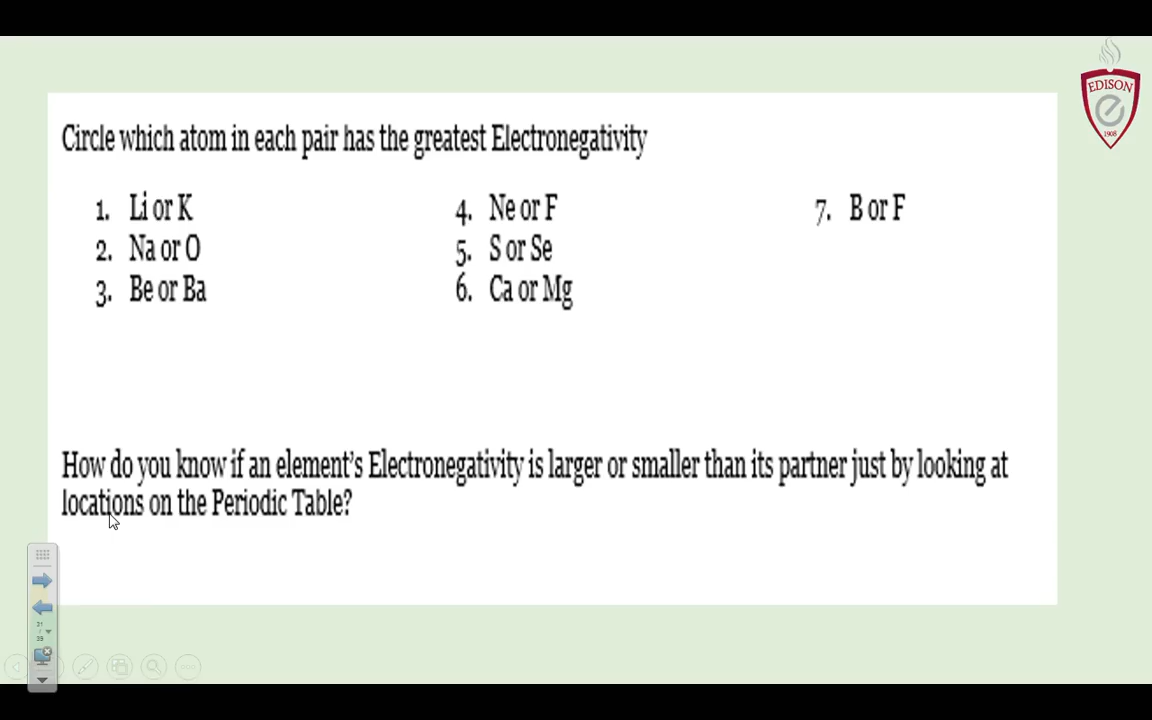 EDISON
e
1908
Circle which atom in each pair has the greatest Electronegativity
1. Li or K
2. Na or O
3. Be or Ba
4. Ne or F
5. S or Se
6. Ca or Mg
7. B or F
How do you know if an element's Electronegativity is larger or smaller than its partner just by looking at
locations on the Periodic Table?
31
/
39